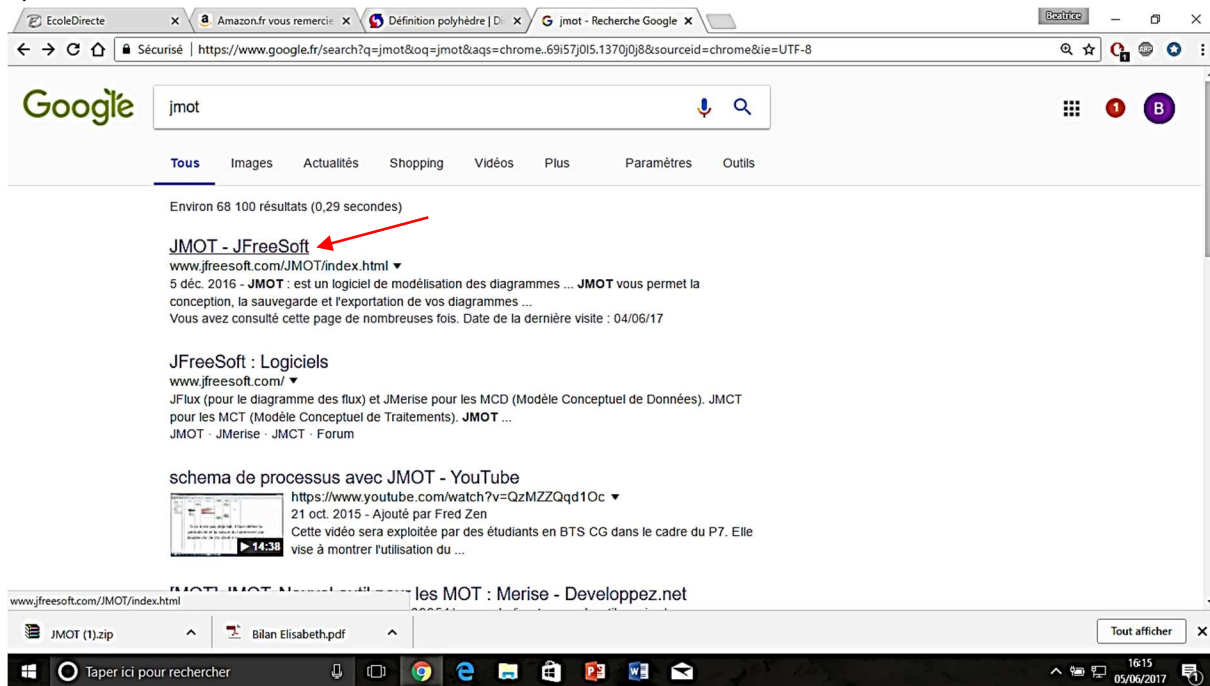 EcoleDirecte
Amazon.fr vous remercie
Définition polyhèdre | D
jmot - Recherche Google
Beatrice
Sécurisé | https://www.google.fr/search?q=jmot&oq=jmot&aqs=chrome..69i57j0l5.1370j0j8&sourceid=chrome&ie=UTF-8
Google
jmot
1
B
Tous Images Actualités Shopping Vidéos Plus Paramètres Outils
Environ 68 100 résultats (0,29 secondes)
JMOT - JFreeSoft
www.jfreesoft.com/JMOT/index.html
5 déc. 2016 - JMOT : est un logiciel de modélisation des diagrammes ... JMOT vous permet la
conception, la sauvegarde et l'exportation de vos diagrammes ...
Vous avez consulté cette page de nombreuses fois. Date de la dernière visite : 04/06/17
JFreeSoft : Logiciels
www.jfreesoft.com/
JFlux (pour le diagramme des flux) et JMerise pour les MCD (Modèle Conceptuel de Données). JMCT
pour les MCT (Modèle Conceptuel de Traitements). JMOT ...
JMOT · JMerise · JMCT · Forum
schema de processus avec JMOT - YouTube
https://www.youtube.com/watch?v=QzMZZQqd1Oc
21 oct. 2015 - Ajouté par Fred Zen
Cette vidéo sera exploitée par des étudiants en BTS CG dans le cadre du P7. Elle
vise à montrer l'utilisation du ...
14:38
les MOT : Merise - Developpez.net
www.jfreesoft.com/JMOT/index.html
JMOT (1).zip
Bilan Elisabeth.pdf
Tout afficher
Taper ici pour rechercher
16:15
05/06/2017